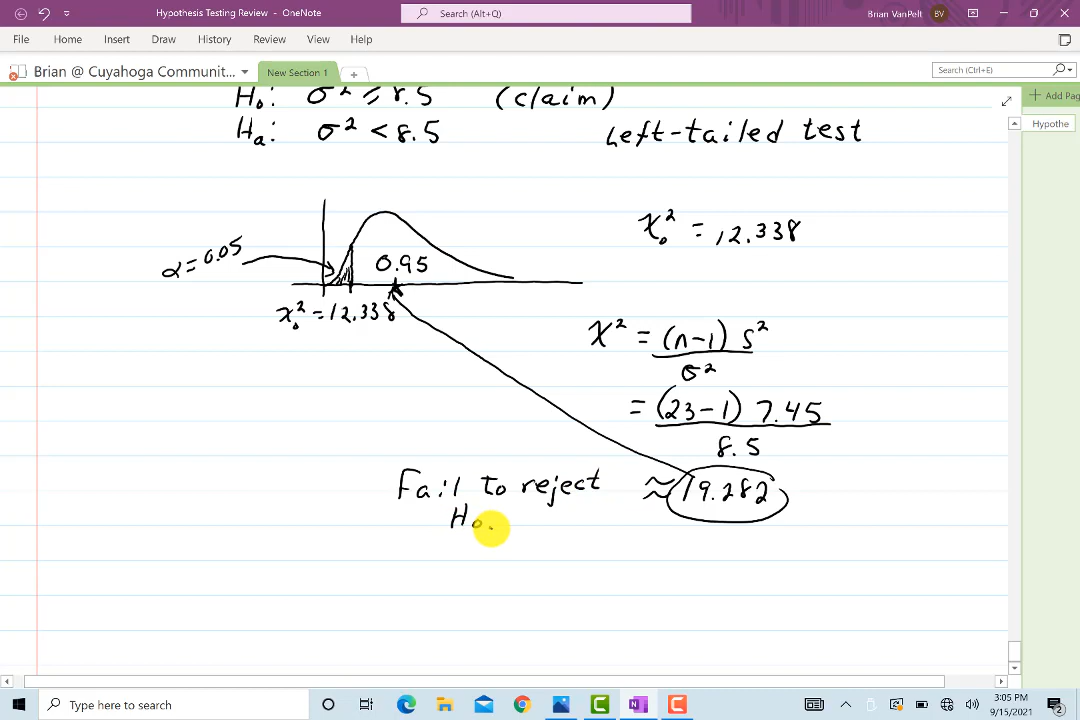 Hypothesis Testing Review - OneNote
Search (Alt+Q)
Brian VanPelt
BV
File Home Insert Draw History Review View Help
Brian @ Cuyahoga Communit...
New Section 1
Search (Ctrl+E)
H₀: σ² ≥ 8.5 (claim)
Add Pag
Hₐ: σ² < 8.5 Left-tailed test
Hypothe
χ₀² = 12.338
α = 0.05
0.95
χ₀² = 12.338
χ² = (n-1) s²
σ²
= (23-1) 7.45
8.5
Fail to reject
≈ 19.282
H₀.
Type here to search
3:05 PM
9/15/2021
2